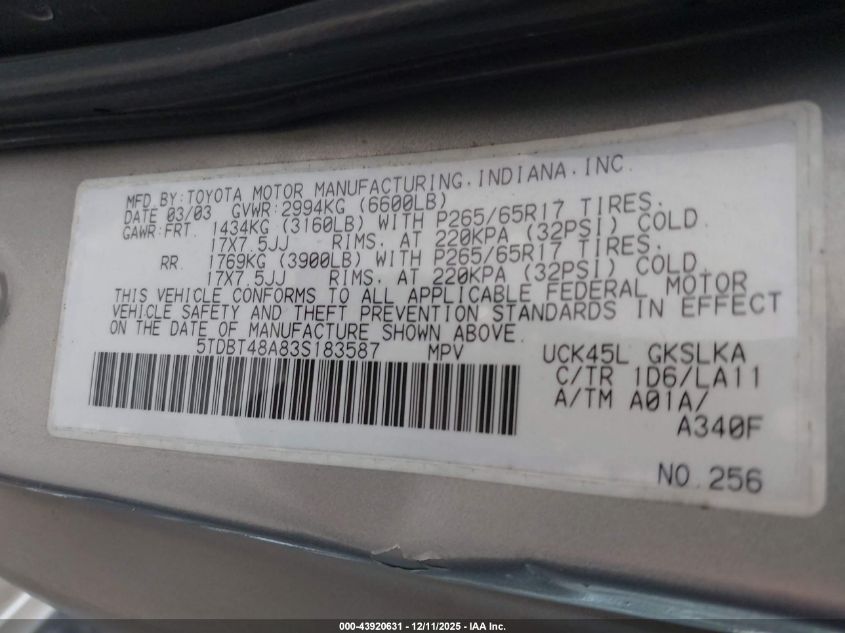 MFD.BY:TOYOTA MOTOR MANUFACTURING,INDIANA,INC.
DATE 03/03 GVWR:2994KG (6600LB)
GAWR:FRT. 1434KG (3160LB) WITH P265/65R17 TIRES.
17X7.5JJ RIMS. AT 220KPA (32PSI) COLD.
RR. 1769KG (3900LB) WITH P265/65R17 TIRES.
17X7.5JJ RIMS. AT 220KPA (32PSI) COLD.
THIS VEHICLE CONFORMS TO ALL APPLICABLE FEDERAL MOTOR
VEHICLE SAFETY AND THEFT PREVENTION STANDARDS IN EFFECT
ON THE DATE OF MANUFACTURE SHOWN ABOVE.
5TDBT48A83S183587 MPV UCK45L GKSLKA
C/TR 1D6/LA11
A/TM A01A/
A340F
NO.256
000-43920631 - 12/11/2025 - IAA Inc.